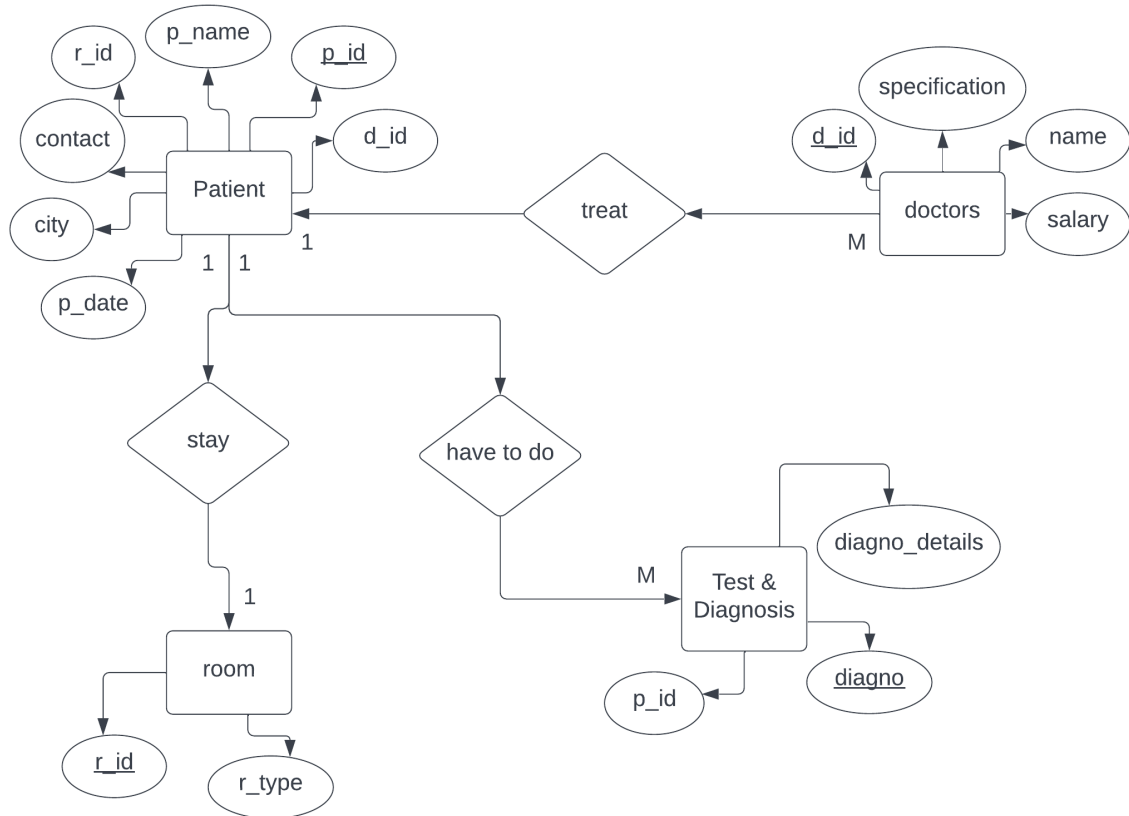 p_name
r_id
p_id
specification
contact
d_id
d_id
name
Patient
treat
doctors
city
salary
1
M
1
1
p_date
stay
have to do
diagno_details
M
Test &
Diagnosis
1
room
diagno
p_id
r_id
r_type